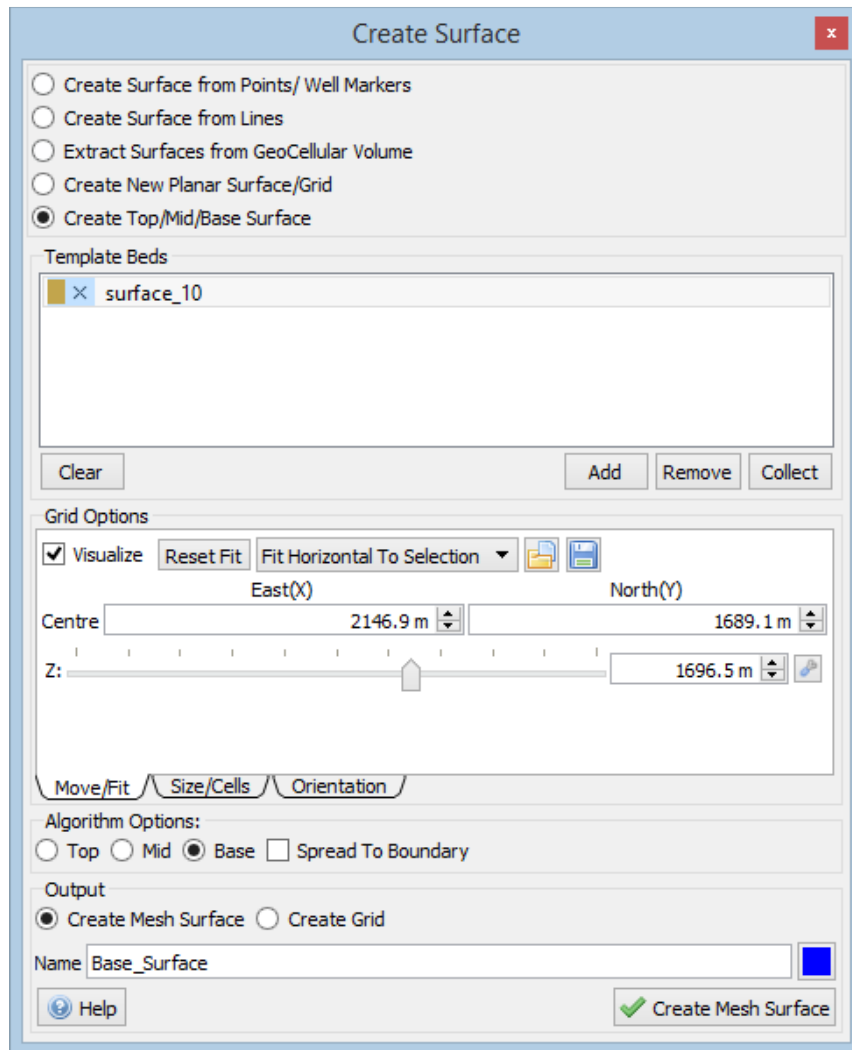 Create Surface
x
Create Surface from Points/ Well Markers
Create Surface from Lines
Extract Surfaces from GeoCellular Volume
Create New Planar Surface/Grid
Create Top/Mid/Base Surface
Template Beds
surface_10
Clear Add Remove Collect
Grid Options
Visualize Reset Fit Fit Horizontal To Selection
East(X) North(Y)
Centre 2146.9 m 1689.1 m
Z: 1696.5 m
Move/Fit Size/Cells Orientation
Algorithm Options:
Top Mid Base Spread To Boundary
Output
Create Mesh Surface Create Grid
Name Base_Surface
Help Create Mesh Surface